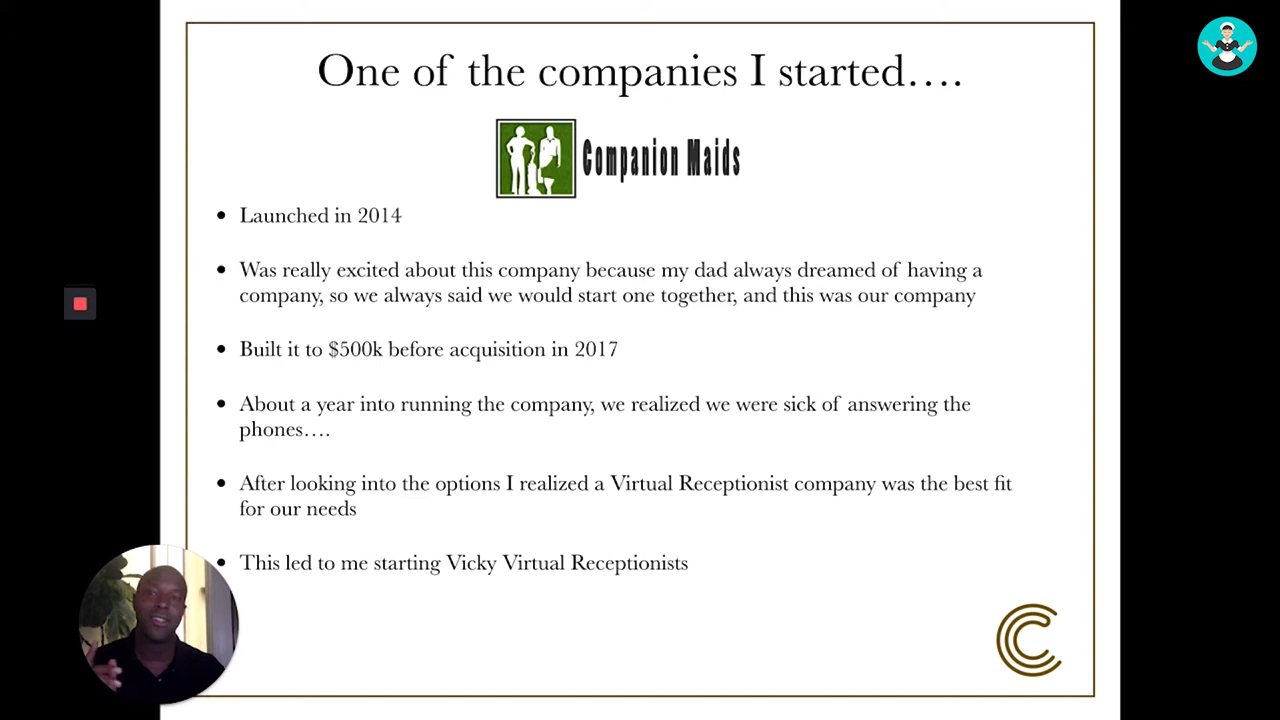 One of the companies I started….
Companion Maids
• Launched in 2014
• Was really excited about this company because my dad always dreamed of having a
company, so we always said we would start one together, and this was our company
• Built it to $500k before acquisition in 2017
• About a year into running the company, we realized we were sick of answering the
phones….
• After looking into the options I realized a Virtual Receptionist company was the best fit
for our needs
• This led to me starting Vicky Virtual Receptionists